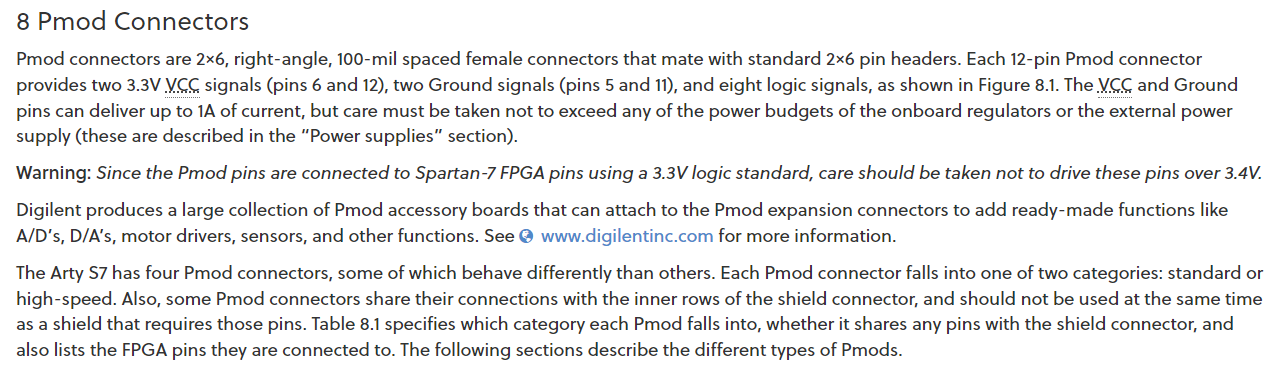 8 Pmod Connectors
Pmod connectors are 2×6, right-angle, 100-mil spaced female connectors that mate with standard 2×6 pin headers. Each 12-pin Pmod connector
provides two 3.3V VCC signals (pins 6 and 12), two Ground signals (pins 5 and 11), and eight logic signals, as shown in Figure 8.1. The VCC and Ground
pins can deliver up to 1A of current, but care must be taken not to exceed any of the power budgets of the onboard regulators or the external power
supply (these are described in the “Power supplies” section).
Warning: Since the Pmod pins are connected to Spartan-7 FPGA pins using a 3.3V logic standard, care should be taken not to drive these pins over 3.4V.
Digilent produces a large collection of Pmod accessory boards that can attach to the Pmod expansion connectors to add ready-made functions like
A/D’s, D/A’s, motor drivers, sensors, and other functions. See www.digilentinc.com for more information.
The Arty S7 has four Pmod connectors, some of which behave differently than others. Each Pmod connector falls into one of two categories: standard or
high-speed. Also, some Pmod connectors share their connections with the inner rows of the shield connector, and should not be used at the same time
as a shield that requires those pins. Table 8.1 specifies which category each Pmod falls into, whether it shares any pins with the shield connector, and
also lists the FPGA pins they are connected to. The following sections describe the different types of Pmods.